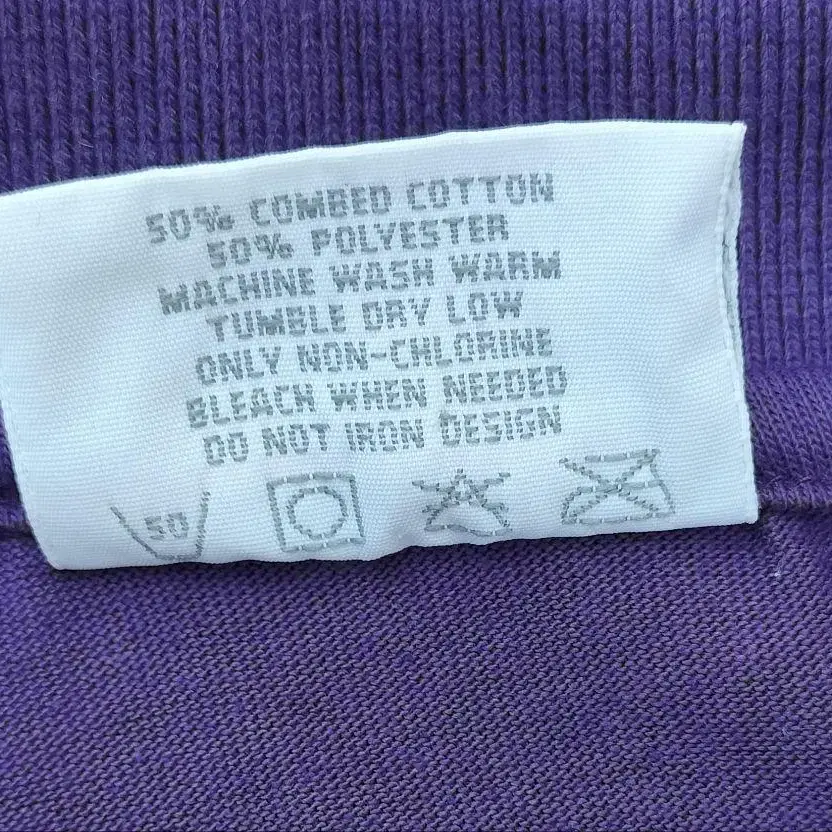 50% COMBED COTTON
50% POLYESTER
MACHINE WASH WARM
TUMBLE DRY LOW
ONLY NON-CHLORINE
BLEACH WHEN NEEDED
DO NOT IRON DESIGN
50